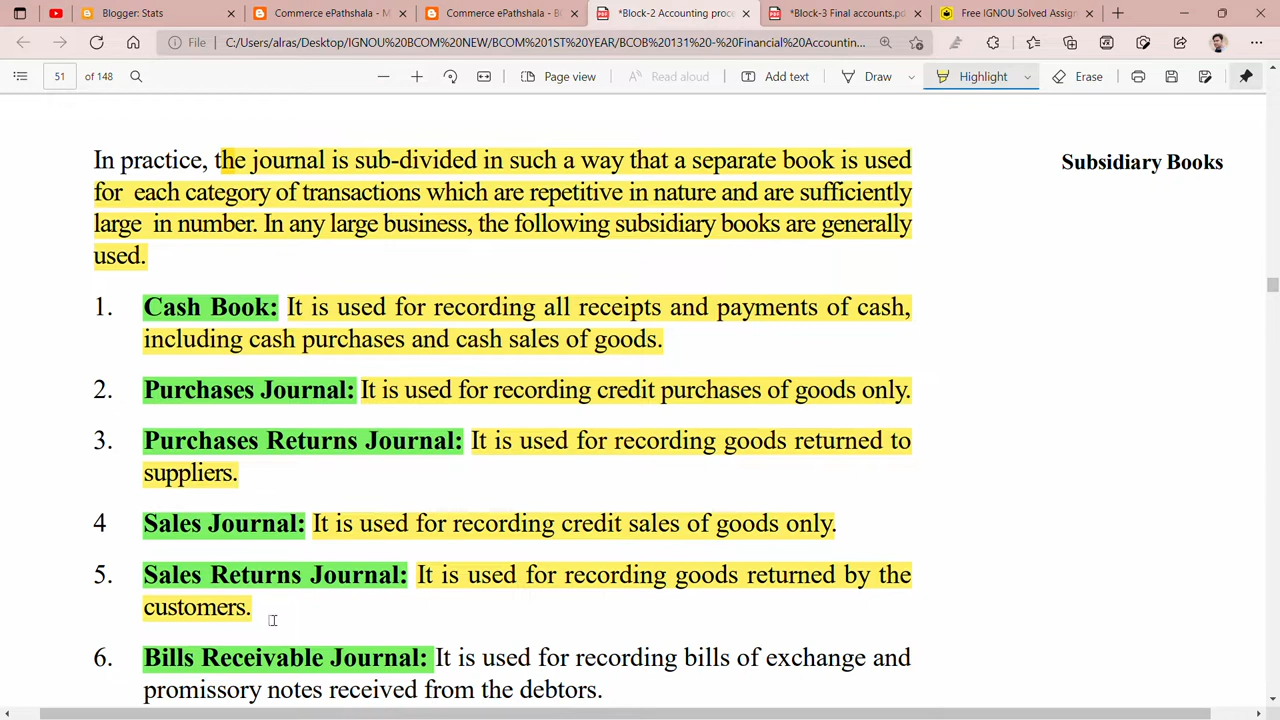 Blogger: Stats
Commerce ePathshala - M
Commerce ePathshala - B
*Block-2 Accounting proce
*Block-3 Final accounts.pd
Free IGNOU Solved Assign
File
C:/Users/alras/Desktop/IGNOU%20BCOM%20NEW/BCOM%201ST%20YEAR/BCOB%20131%20-%20Financial%20Accountin...
51 of 148
Page view
Read aloud
Add text
Draw
Highlight
Erase
In practice, the journal is sub-divided in such a way that a separate book is used
for each category of transactions which are repetitive in nature and are sufficiently
large in number. In any large business, the following subsidiary books are generally
used.
Subsidiary Books
1. Cash Book: It is used for recording all receipts and payments of cash,
including cash purchases and cash sales of goods.
2. Purchases Journal: It is used for recording credit purchases of goods only.
3. Purchases Returns Journal: It is used for recording goods returned to
suppliers.
4 Sales Journal: It is used for recording credit sales of goods only.
5. Sales Returns Journal: It is used for recording goods returned by the
customers.
6. Bills Receivable Journal: It is used for recording bills of exchange and
promissory notes received from the debtors.